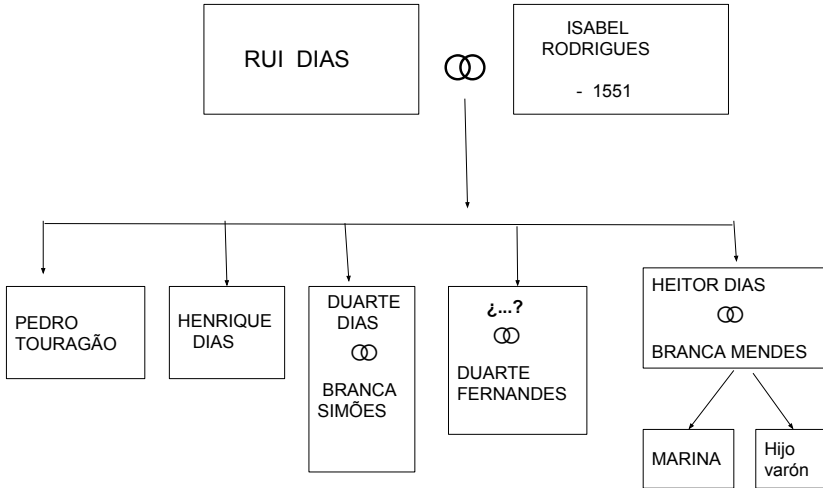 RUI DIAS
ISABEL
RODRIGUES
- 1551
PEDRO
TOURAGÃO
HENRIQUE
DIAS
DUARTE
DIAS
BRANCA
SIMÕES
¿...?
DUARTE
FERNANDES
HEITOR DIAS
BRANCA MENDES
MARINA
Hijo
varón